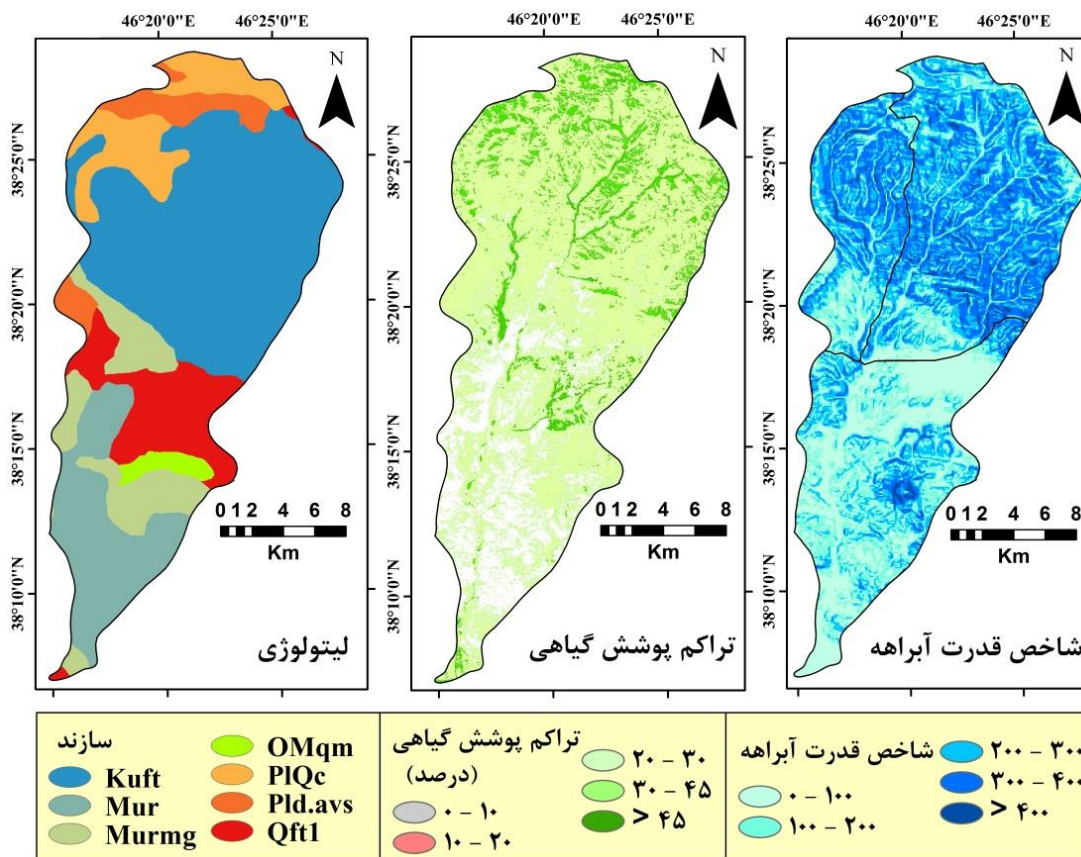 46°20'0"E 46°25'0"E
N
38°25'0"N
38°20'0"N
38°15'0"N
38°10'0"N
0 1 2 4 6 8
Km
لیتولوژی
46°20'0"E 46°25'0"E
N
38°25'0"N
38°20'0"N
38°15'0"N
38°10'0"N
0 1 2 4 6 8
Km
تراکم پوشش گیاهی
46°20'0"E 46°25'0"E
N
38°25'0"N
38°20'0"N
38°15'0"N
38°10'0"N
0 1 2 4 6 8
Km
شاخص قدرت آبراهه
سازند
Kuft
Mur
Murmg
OMqm
PlQc
Pld.avs
Qft1
تراکم پوشش گیاهی
(درصد)
۰ - ۱۰
۱۰ - ۲۰
۲۰ - ۳۰
۳۰ - ۴۵
> ۴۵
شاخص قدرت آبراهه
۰ - ۱۰۰
۱۰۰ - ۲۰۰
۲۰۰ - ۳۰۰
۳۰۰ - ۴۰۰
> ۴۰۰